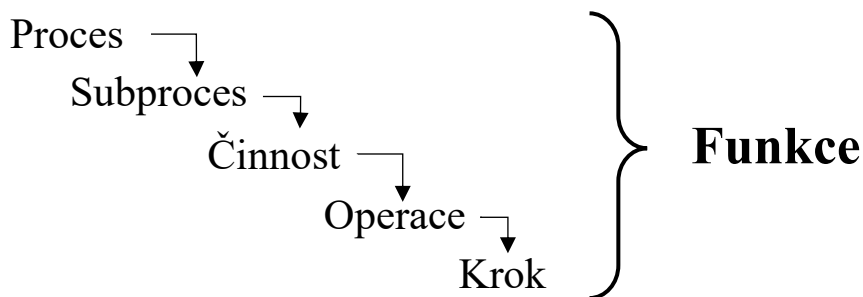 Proces
Subproces
Činnost
Funkce
Operace
Krok